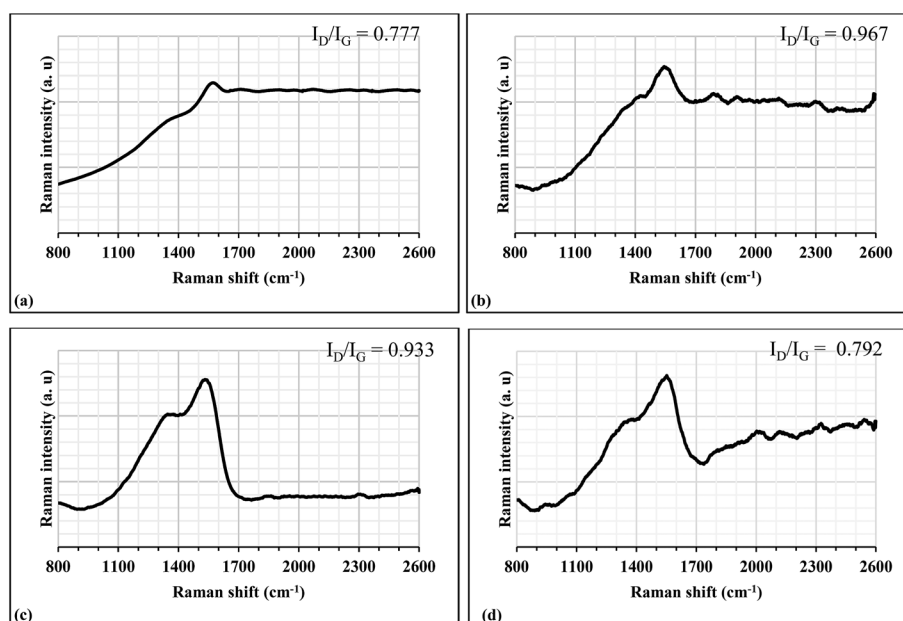 I_D/I_G = 0.777
Raman intensity (a. u)
800 1100 1400 1700 2000 2300 2600
Raman shift (cm⁻¹)
(a)
I_D/I_G = 0.967
Raman intensity (a. u)
800 1100 1400 1700 2000 2300 2600
Raman shift (cm⁻¹)
(b)
I_D/I_G = 0.933
Raman intensity (a. u)
800 1100 1400 1700 2000 2300 2600
Raman shift (cm⁻¹)
(c)
I_D/I_G = 0.792
Raman intensity (a. u)
800 1100 1400 1700 2000 2300 2600
Raman shift (cm⁻¹)
(d)